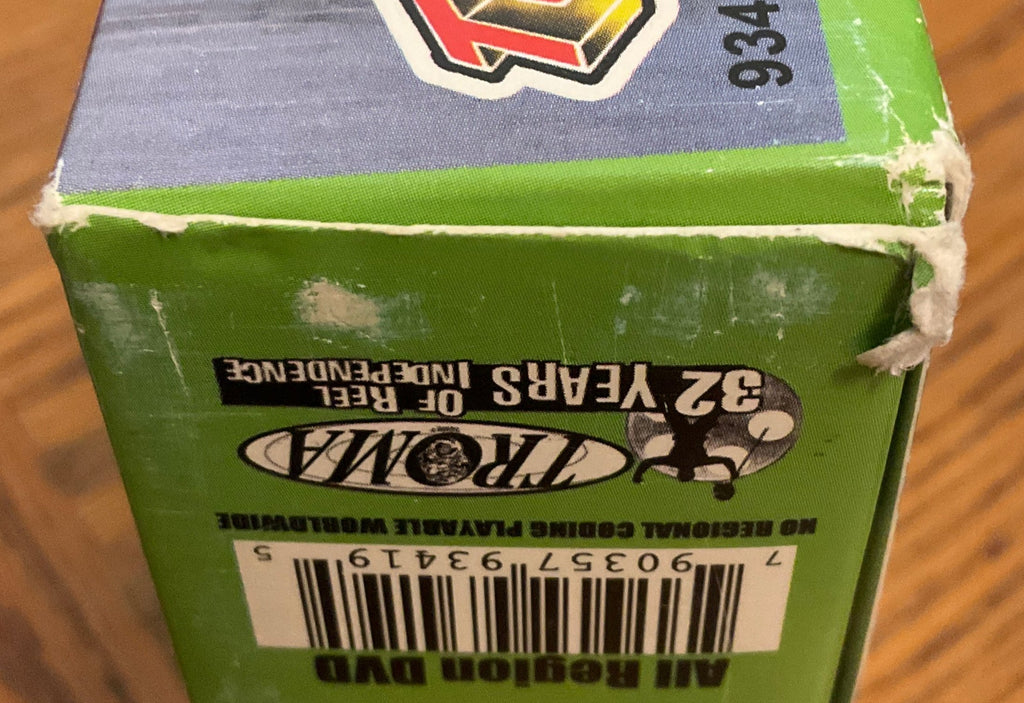 934
All Region DVD
7 90357 93419 5
NO REGIONAL CODING PLAYABLE WORLDWIDE
TROMA
32 YEARS OF REEL
INDEPENDENCE